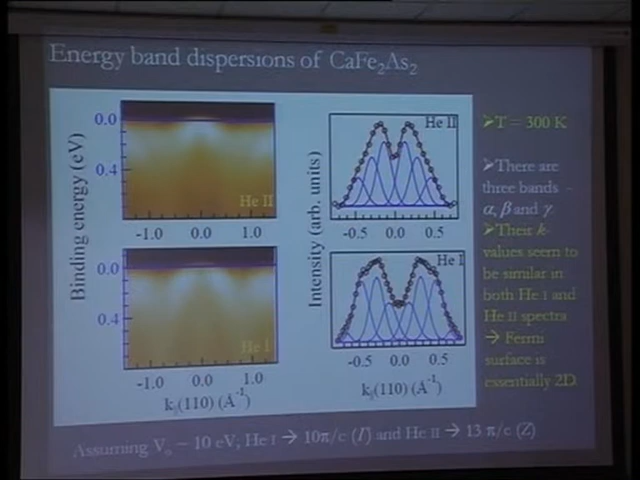 Energy band dispersions of CaFe₂As₂
Binding energy (eV)
0.0
0.4
He II
-1.0 0.0 1.0
0.0
0.4
He I
-1.0 0.0 1.0
k∥(110) (Å⁻¹)
Intensity (arb. units)
He II
-0.5 0.0 0.5
He I
-0.5 0.0 0.5
k∥(110) (Å⁻¹)
➢T = 300 K
➢There are
three bands –
α, β and γ
➢Their k-
values seem to
be similar in
both He I and
He II spectra
→ Fermi
surface is
essentially 2D.
Assuming Vₒ ~ 10 eV; He I → 10π/c (Γ) and He II → 13 π/c (Z)